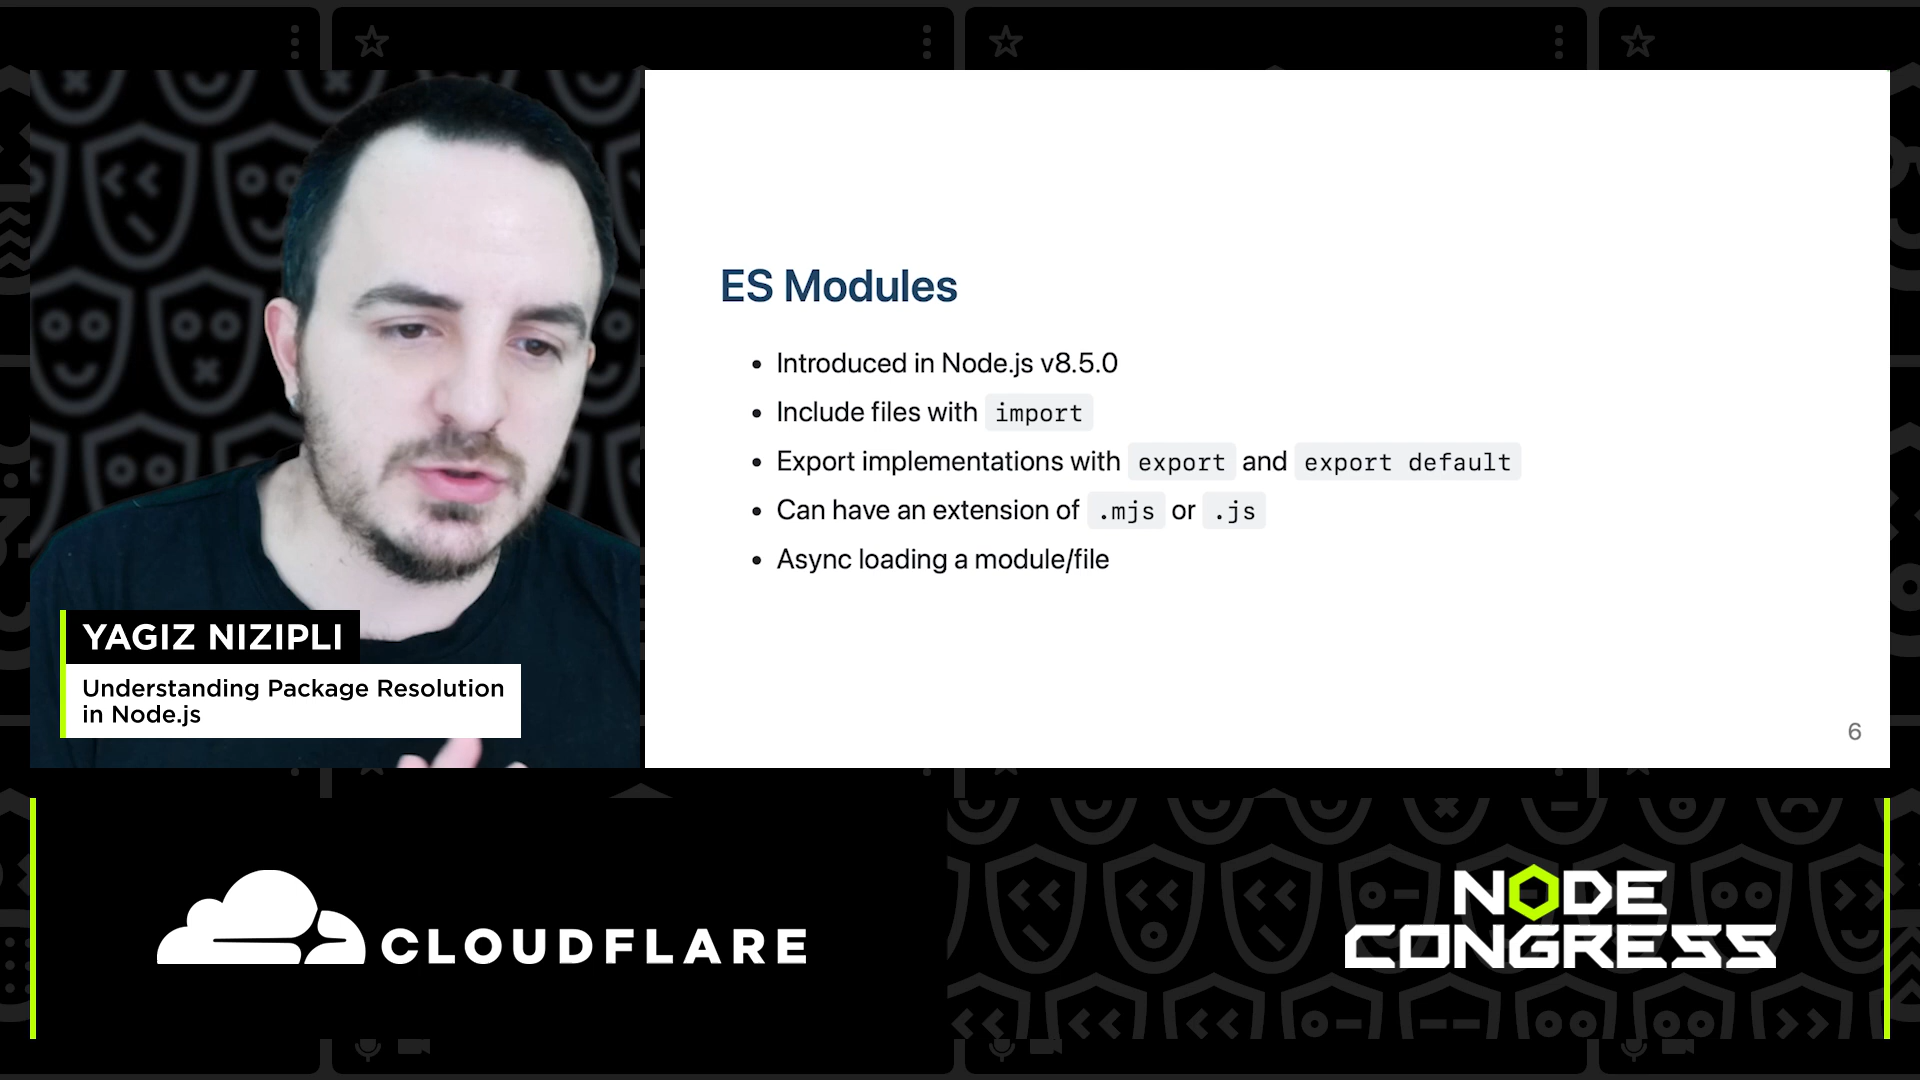 YAGIZ NIZIPLI
Understanding Package Resolution
in Node.js
ES Modules
• Introduced in Node.js v8.5.0
• Include files with import
• Export implementations with export and export default
• Can have an extension of .mjs or .js
• Async loading a module/file
6
CLOUDFLARE
NODE
CONGRESS